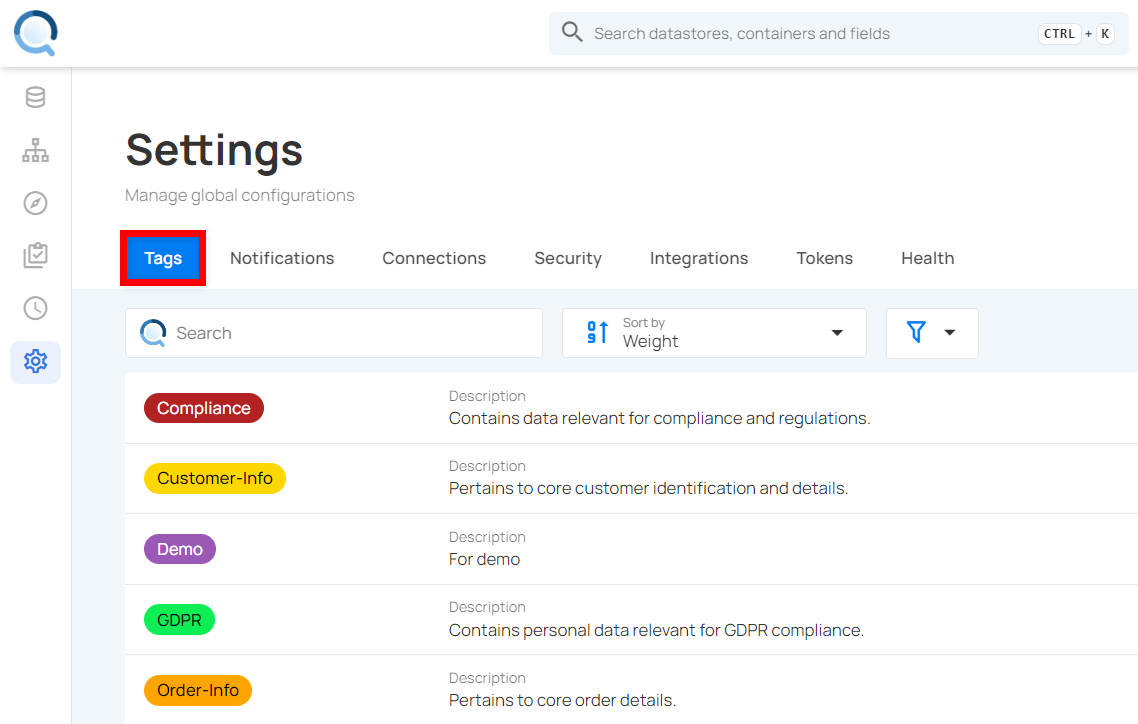 Search datastores, containers and fields
CTRL + K
Settings
Manage global configurations
Tags Notifications Connections Security Integrations Tokens Health
Search
Sort by
Weight
Compliance
Description
Contains data relevant for compliance and regulations.
Customer-Info
Description
Pertains to core customer identification and details.
Demo
Description
For demo
GDPR
Description
Contains personal data relevant for GDPR compliance.
Order-Info
Description
Pertains to core order details.